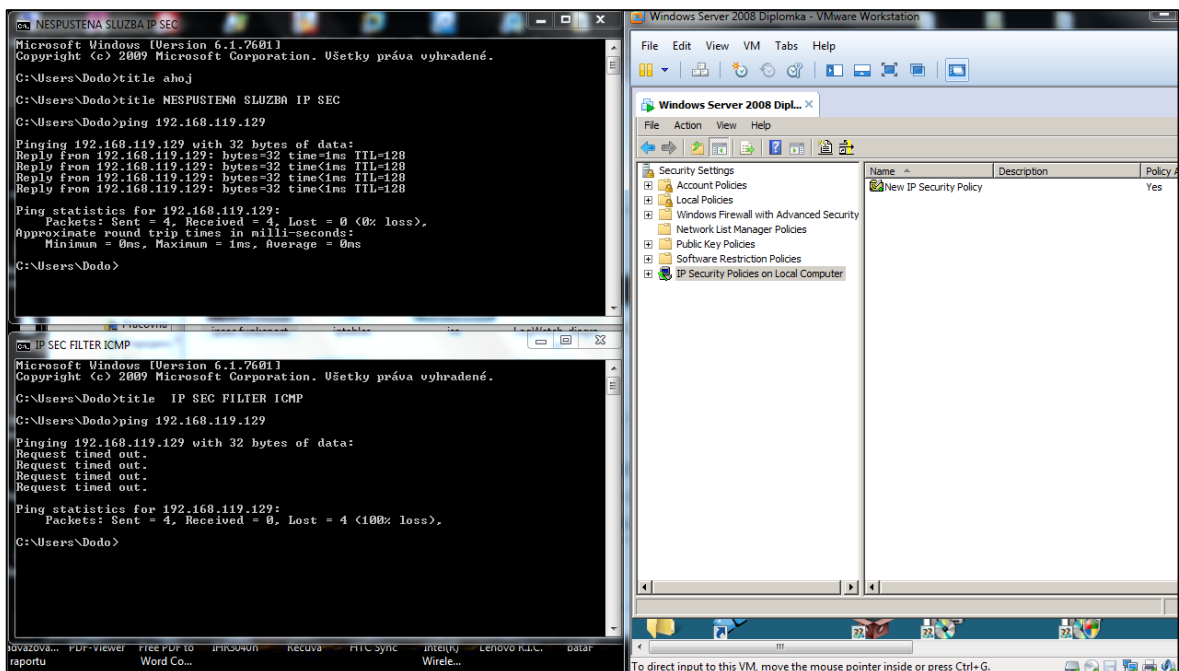 NESPUSTENA SLUZBA IP SEC
Microsoft Windows [Version 6.1.7601]
Copyright (c) 2009 Microsoft Corporation. Všetky práva vyhradené.
C:\Users\Dodo>title ahoj
C:\Users\Dodo>title NESPUSTENA SLUZBA IP SEC
C:\Users\Dodo>ping 192.168.119.129
Pinging 192.168.119.129 with 32 bytes of data:
Reply from 192.168.119.129: bytes=32 time=1ms TTL=128
Reply from 192.168.119.129: bytes=32 time<1ms TTL=128
Reply from 192.168.119.129: bytes=32 time<1ms TTL=128
Reply from 192.168.119.129: bytes=32 time<1ms TTL=128
Ping statistics for 192.168.119.129:
Packets: Sent = 4, Received = 4, Lost = 0 (0% loss),
Approximate round trip times in milli-seconds:
Minimum = 0ms, Maximum = 1ms, Average = 0ms
C:\Users\Dodo>
IP SEC FILTER ICMP
Microsoft Windows [Version 6.1.7601]
Copyright (c) 2009 Microsoft Corporation. Všetky práva vyhradené.
C:\Users\Dodo>title  IP SEC FILTER ICMP
C:\Users\Dodo>ping 192.168.119.129
Pinging 192.168.119.129 with 32 bytes of data:
Request timed out.
Request timed out.
Request timed out.
Request timed out.
Ping statistics for 192.168.119.129:
Packets: Sent = 4, Received = 0, Lost = 4 (100% loss),
C:\Users\Dodo>
PDF-Viewer Free PDF to Recuva HTC Sync Intel(R) Lenovo R.I.C.
raportu Word Co... Wirele...
Windows Server 2008 Diplomka - VMware Workstation
File Edit View VM Tabs Help
Windows Server 2008 Dipl...
File Action View Help
Security Settings
Account Policies
Local Policies
Windows Firewall with Advanced Security
Network List Manager Policies
Public Key Policies
Software Restriction Policies
IP Security Policies on Local Computer
Name Description Policy A
New IP Security Policy Yes
To direct input to this VM, move the mouse pointer inside or press Ctrl+G.